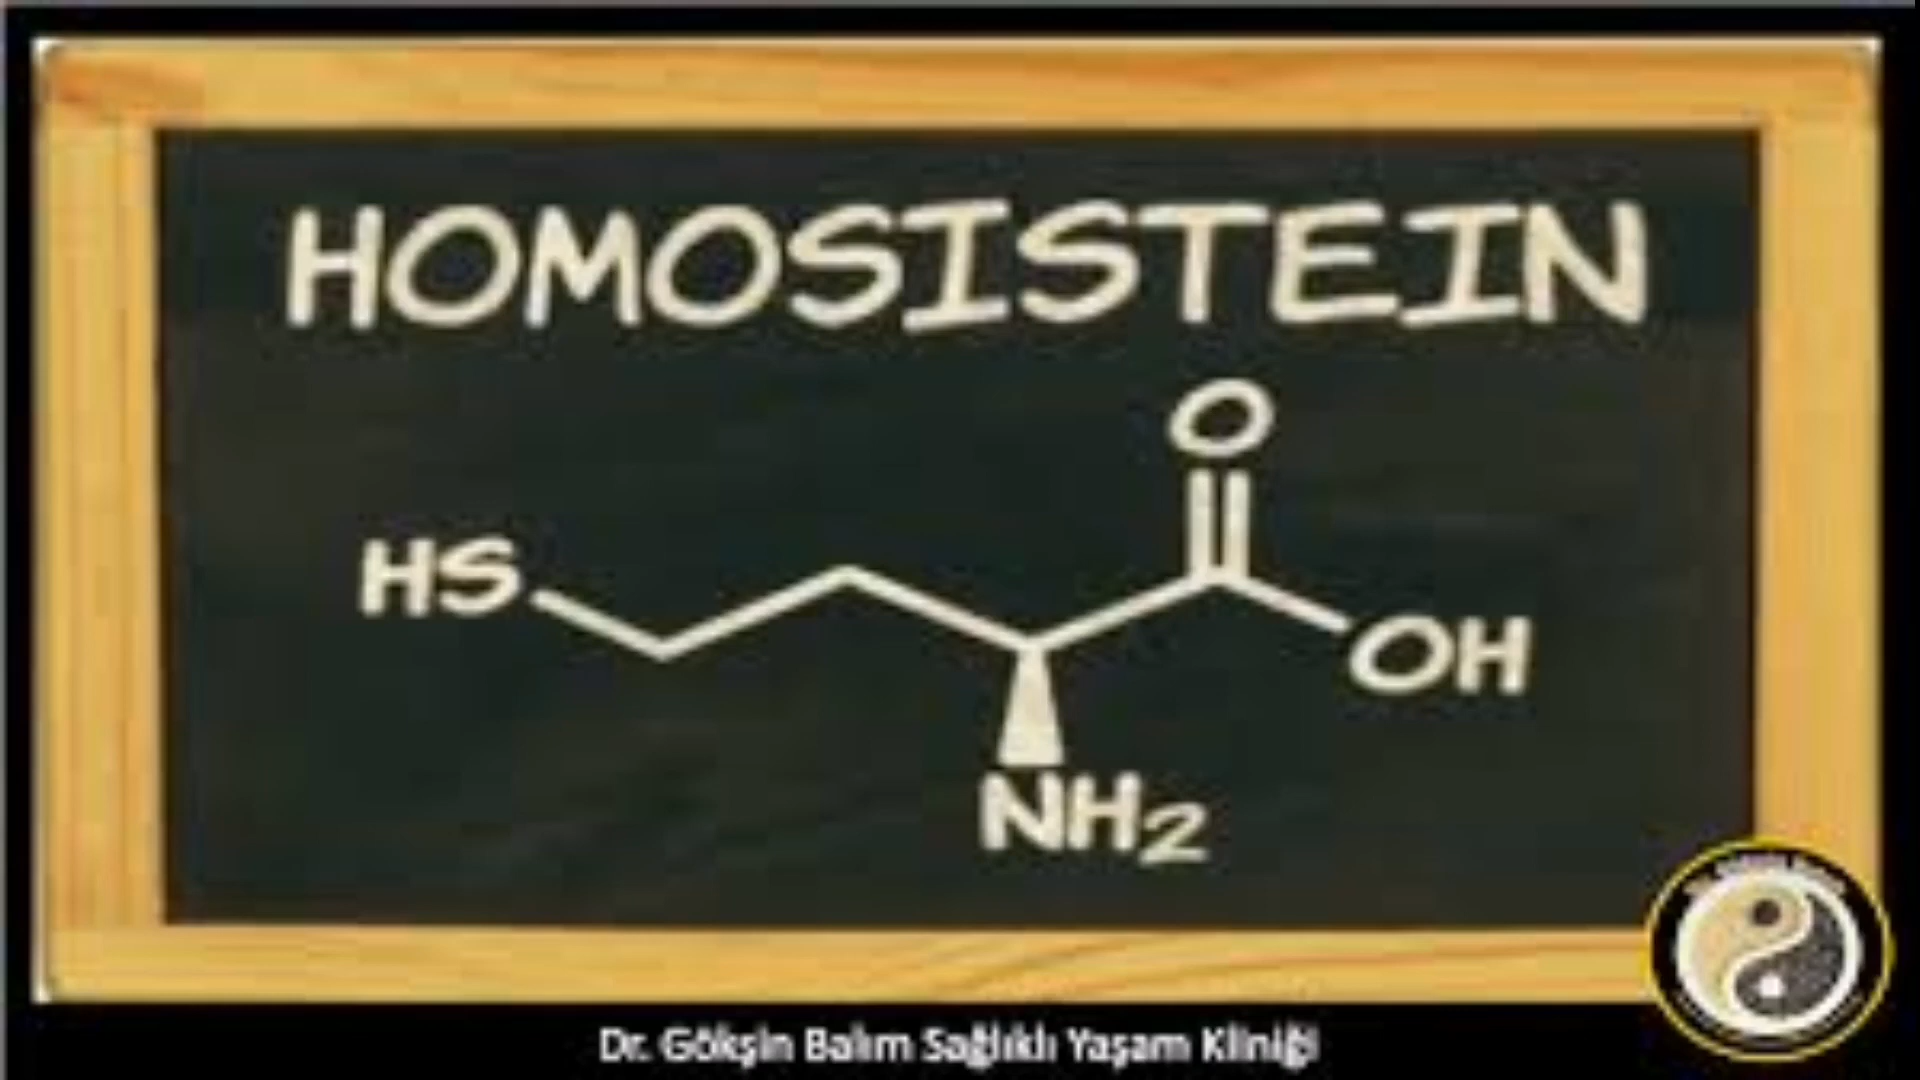 HOMOSISTEIN
O
HS
OH
NH2
Dr. Gökşin Balım Sağlıklı Yaşam Kliniği